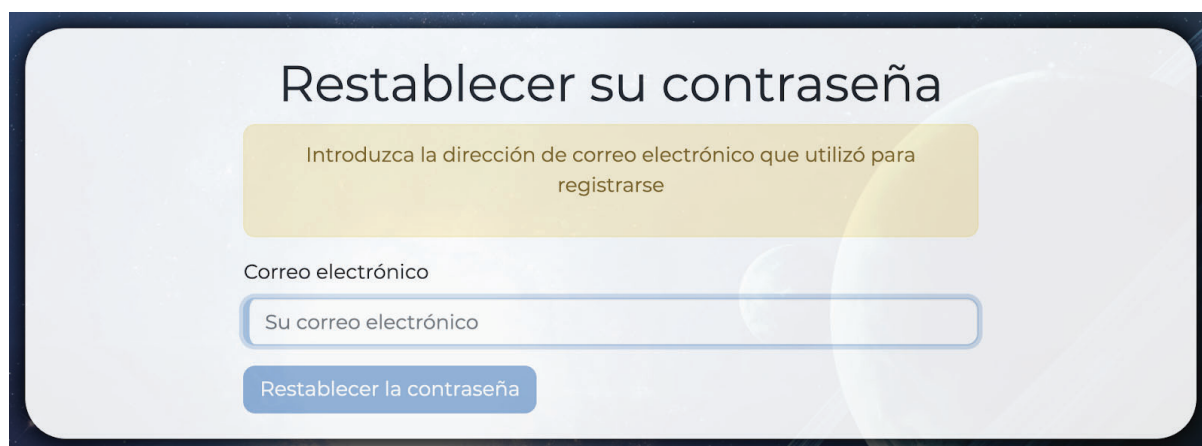 Restablecer su contraseña
Introduzca la dirección de correo electrónico que utilizó para
registrarse
Correo electrónico
Su correo electrónico
Restablecer la contraseña